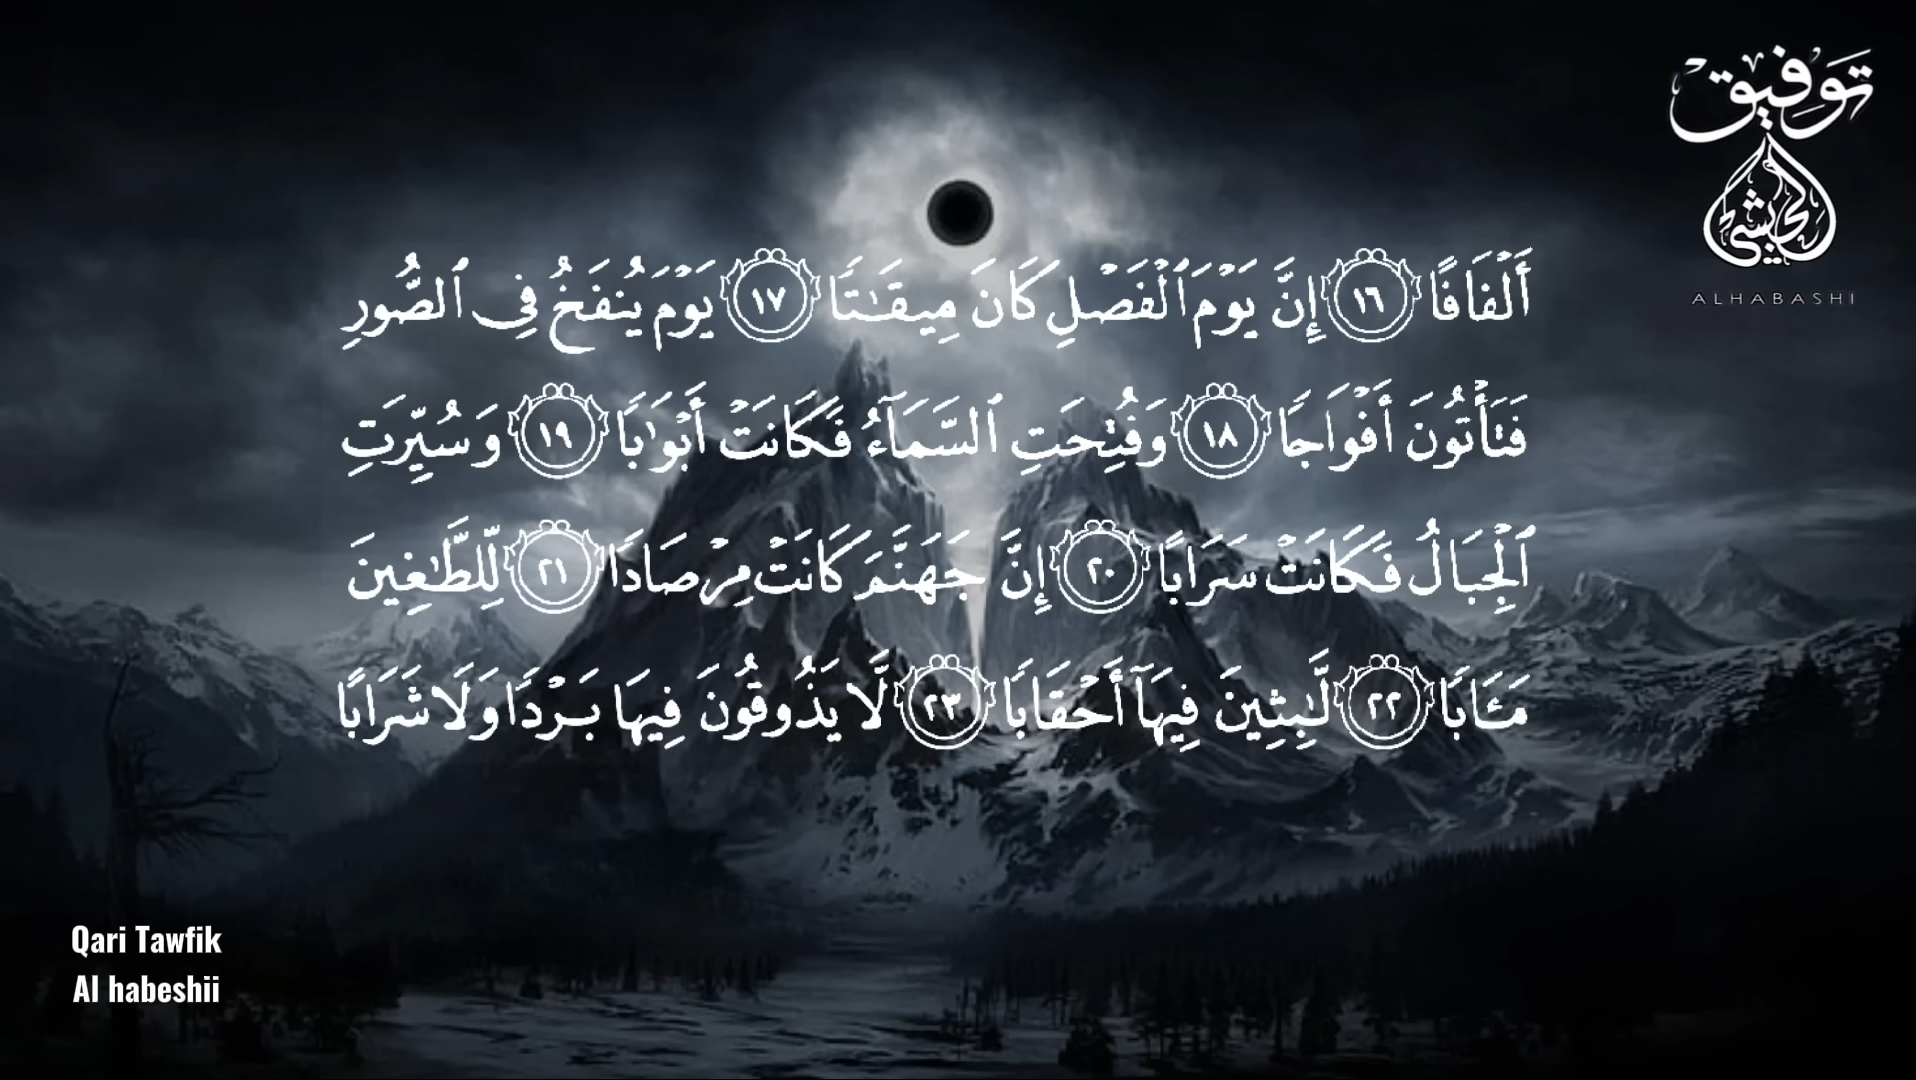 توفيق
الحبشي
ALHABASHI
أَلْفَافًا ١٦ إِنَّ يَوْمَ ٱلْفَصْلِ كَانَ مِيقَـٰتًا ١٧ يَوْمَ يُنفَخُ فِى ٱلصُّورِ
فَتَأْتُونَ أَفْوَاجًا ١٨ وَفُتِحَتِ ٱلسَّمَآءُ فَكَانَتْ أَبْوَٰبًا ١٩ وَسُيِّرَتِ
ٱلْجِبَالُ فَكَانَتْ سَرَابًا ٢٠ إِنَّ جَهَنَّمَ كَانَتْ مِرْصَادًا ٢١ لِّلطَّـٰغِينَ
مَـَٔابًا ٢٢ لَّـٰبِثِينَ فِيهَآ أَحْقَابًا ٢٣ لَّا يَذُوقُونَ فِيهَا بَرْدًا وَلَا شَرَابًا
Qari Tawfik
Al habeshii